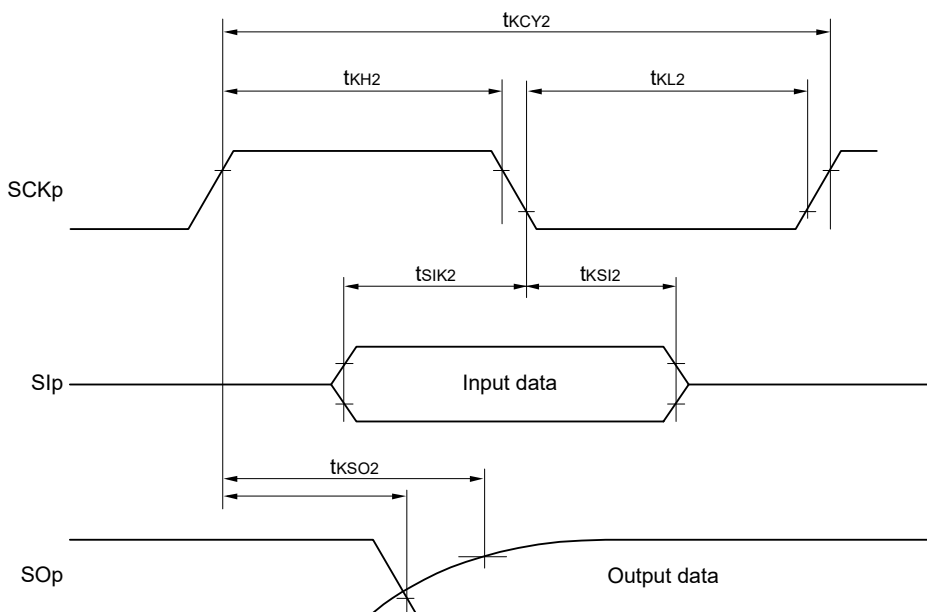 tKCY2
tKH2
tKL2
SCKp
tSIK2
tKSI2
SIp
Input data
tKSO2
SOp
Output data